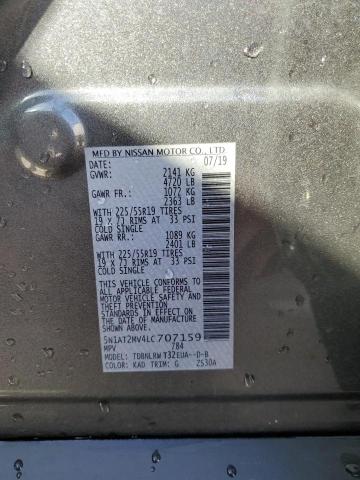 MFD BY NISSAN MOTOR CO., LTD
DATE: 07/19
GVWR: 2141 KG
4720 LB
GAWR FR.: 1072 KG
2363 LB
WITH 225/55R19 TIRES
19 X 7J RIMS AT 33 PSI
COLD SINGLE
GAWR RR.: 1089 KG
2401 LB
WITH 225/55R19 TIRES
19 X 7J RIMS AT 33 PSI
COLD SINGLE
THIS VEHICLE CONFORMS TO ALL
APPLICABLE FEDERAL
MOTOR VEHICLE SAFETY AND
THEFT PREVENTION
STANDARDS IN EFFECT ON THE DATE
OF MANUFACTURE SHOWN ABOVE.
5N1AT2MV4LC707159
MPV 784
MODEL: TDBNLRW T32EUA--D-B
COLOR: KAD TRIM: G 2530A